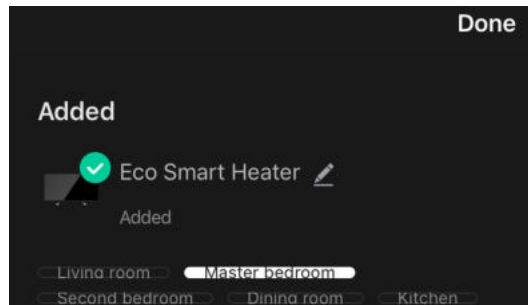 Done
Added
Eco Smart Heater
Added
Living room Master bedroom
Second bedroom Dining room Kitchen